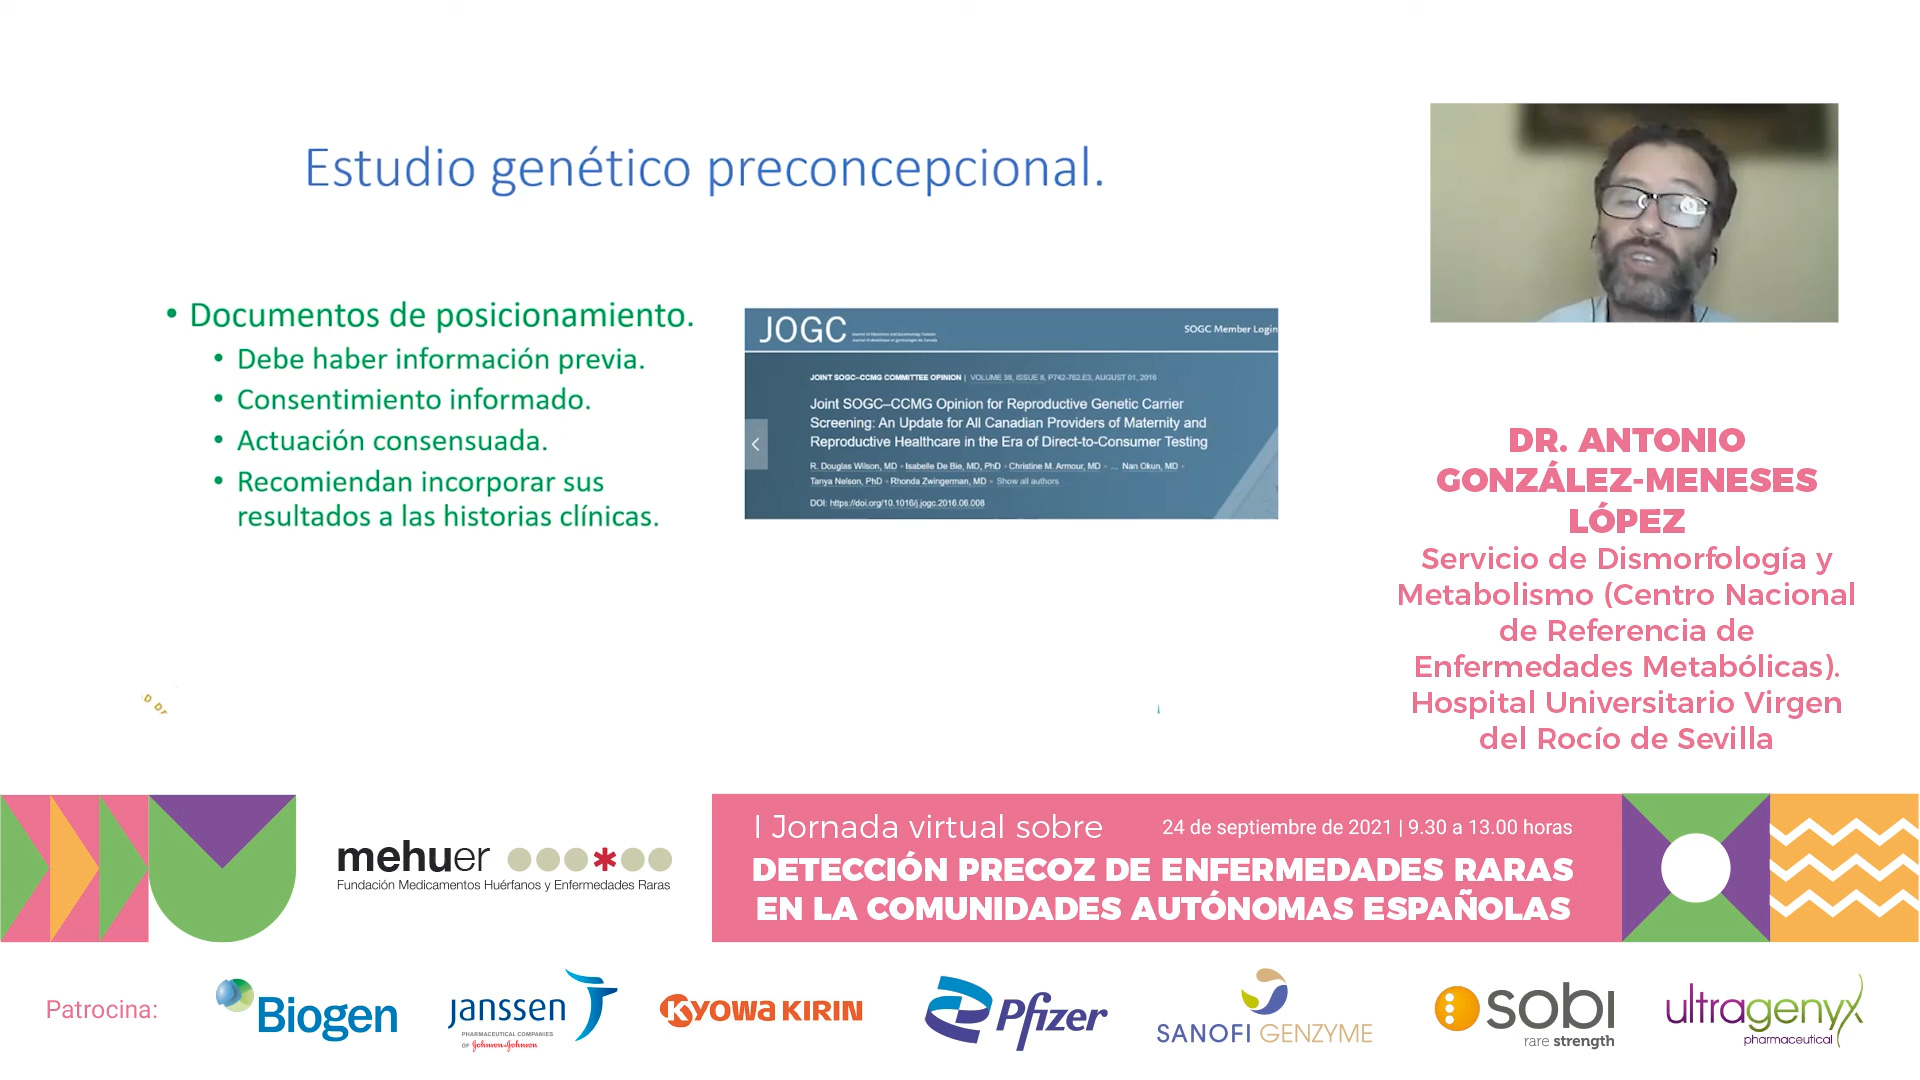 Estudio genético preconcepcional.
• Documentos de posicionamiento.
• Debe haber información previa.
• Consentimiento informado.
• Actuación consensuada.
• Recomiendan incorporar sus
resultados a las historias clínicas.
JOGC
SOGC Member Login
JOINT SOGC–CCMG COMMITTEE OPINION | VOLUME 38, ISSUE 8, P742-762.E3, AUGUST 01, 2016
Joint SOGC–CCMG Opinion for Reproductive Genetic Carrier
Screening: An Update for All Canadian Providers of Maternity and
Reproductive Healthcare in the Era of Direct-to-Consumer Testing
R. Douglas Wilson, MD • Isabelle De Bie, MD, PhD • Christine M. Armour, MD • ... Nan Okun, MD •
Tanya Nelson, PhD • Rhonda Zwingerman, MD • Show all authors
DOI: https://doi.org/10.1016/j.jogc.2016.06.008
DR. ANTONIO
GONZÁLEZ-MENESES
LÓPEZ
Servicio de Dismorfología y
Metabolismo (Centro Nacional
de Referencia de
Enfermedades Metabólicas).
Hospital Universitario Virgen
del Rocío de Sevilla
mehuer
Fundación Medicamentos Huérfanos y Enfermedades Raras
I Jornada virtual sobre
24 de septiembre de 2021 | 9.30 a 13.00 horas
DETECCIÓN PRECOZ DE ENFERMEDADES RARAS
EN LA COMUNIDADES AUTÓNOMAS ESPAÑOLAS
Patrocina:
Biogen
janssen
PHARMACEUTICAL COMPANIES
OF Johnson & Johnson
KYOWA KIRIN
Pfizer
SANOFI GENZYME
sobi
rare strength
ultragenyx
pharmaceutical